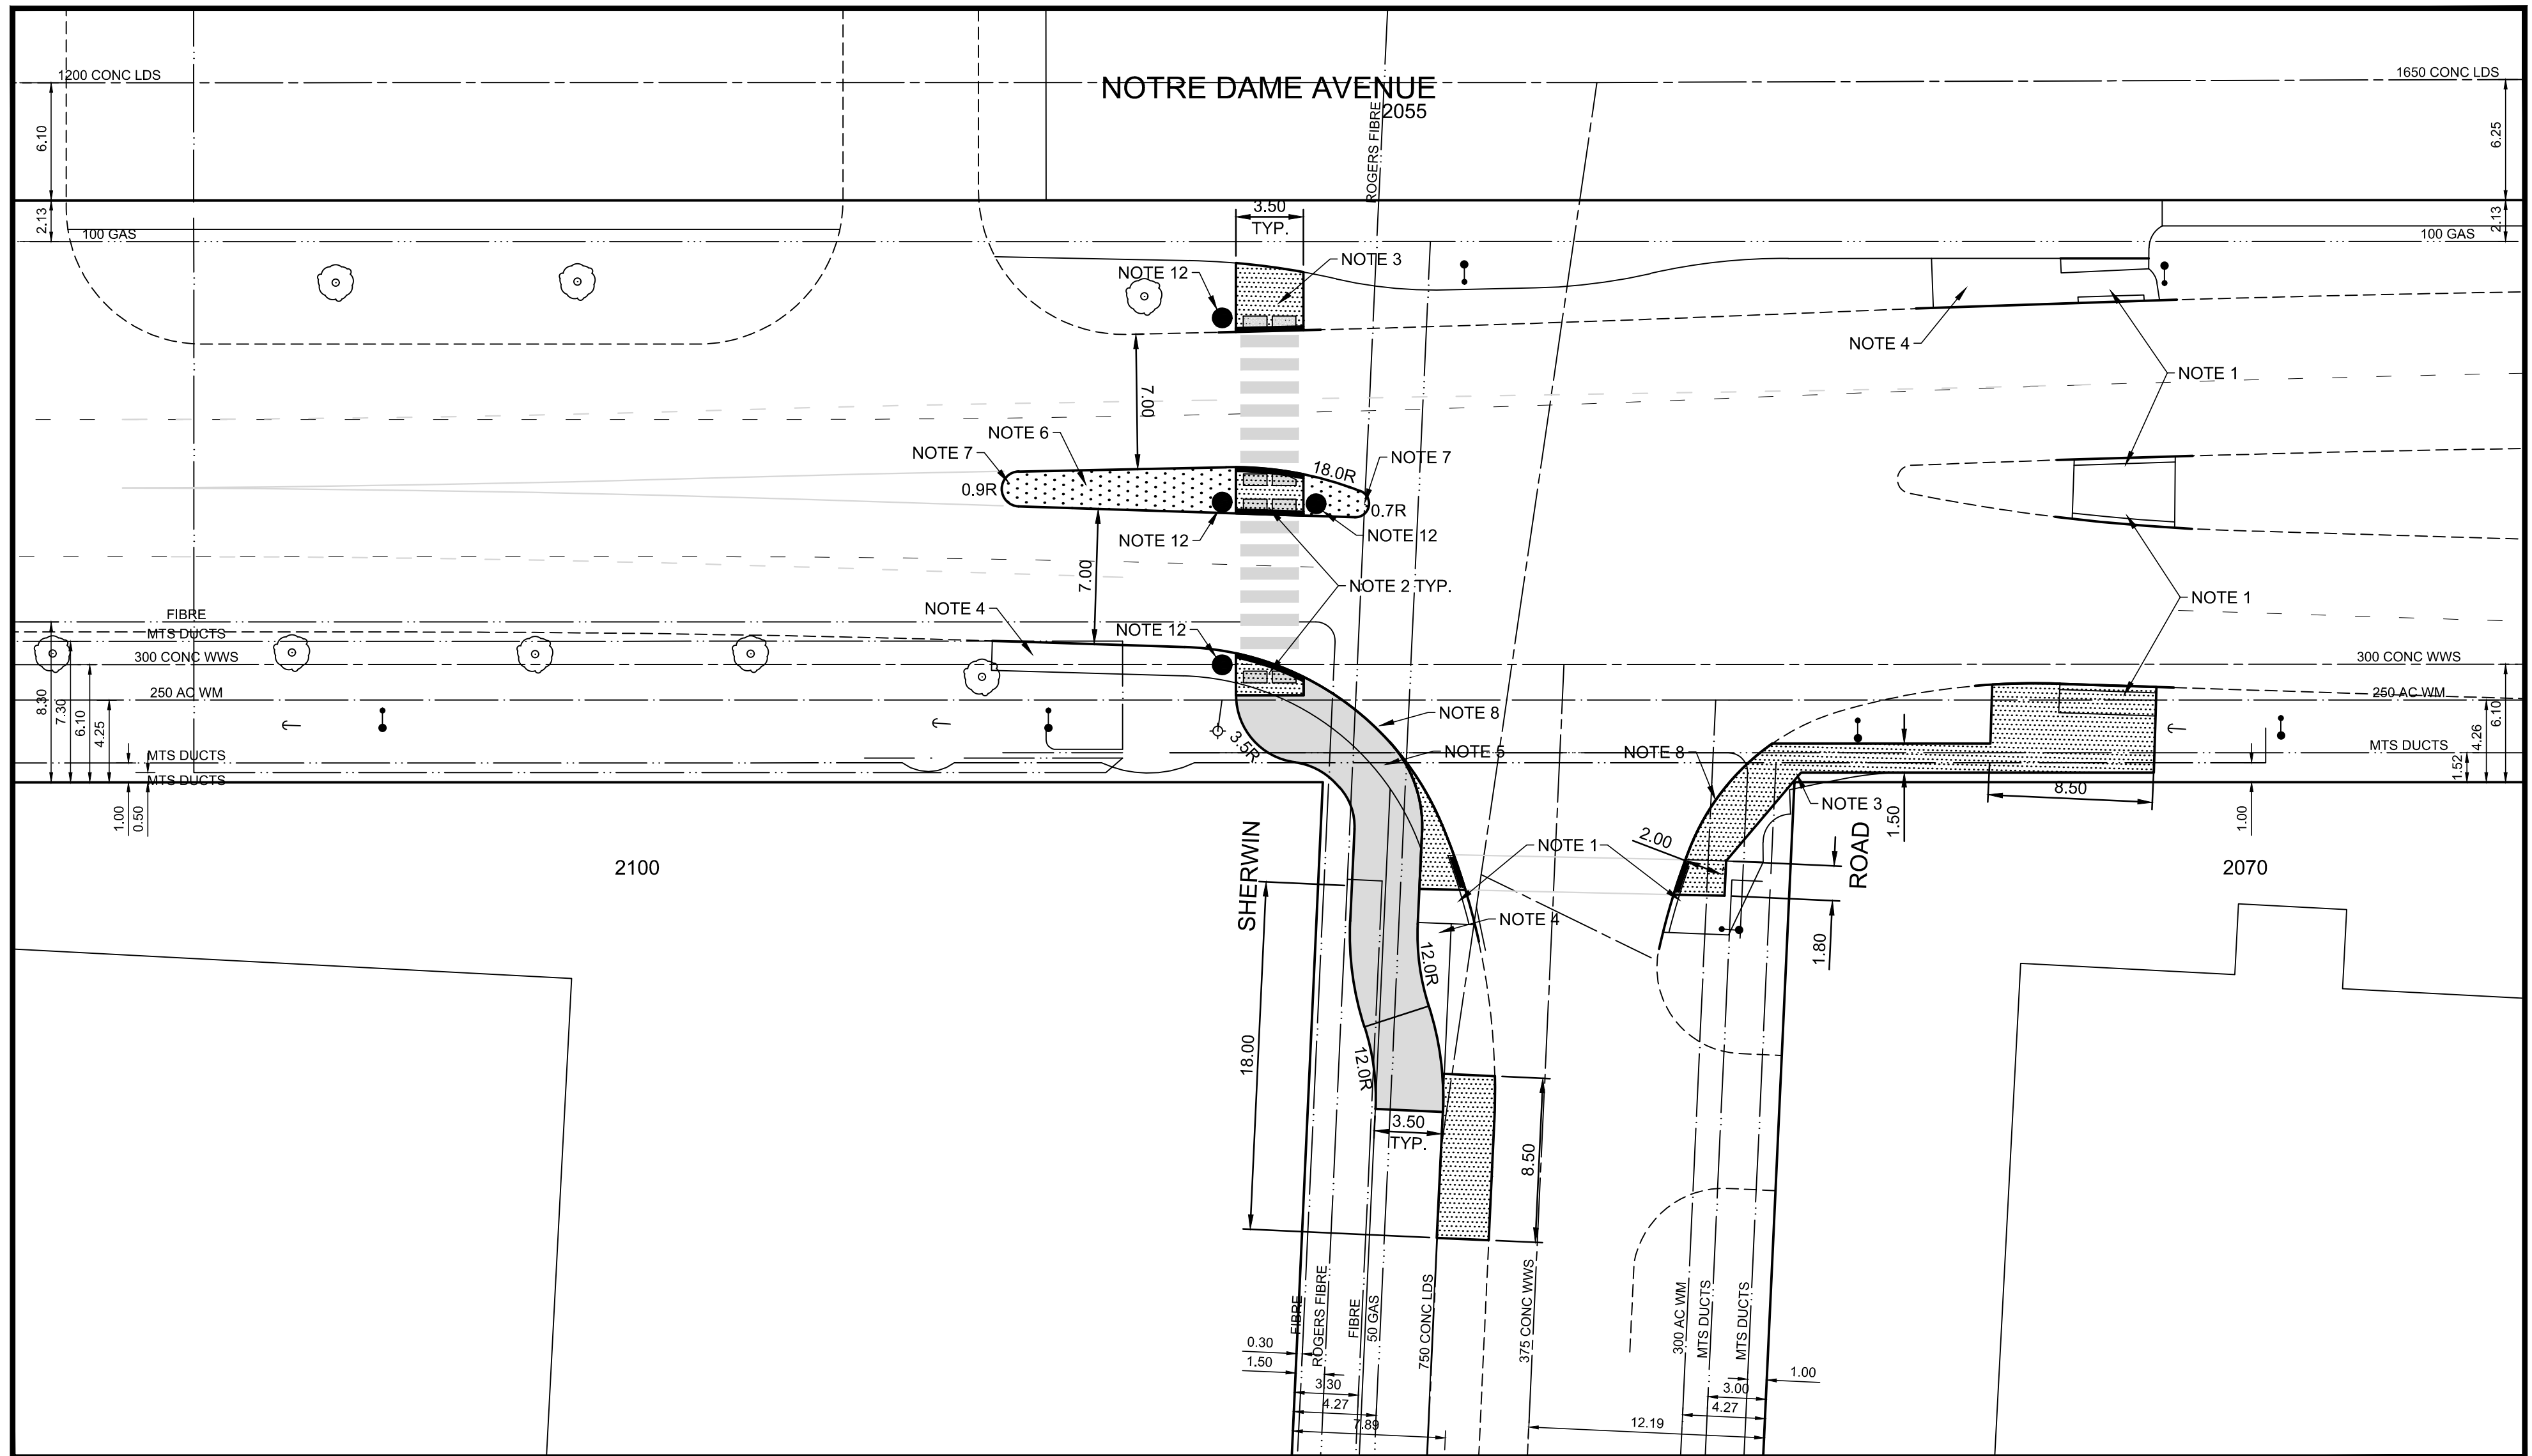 1200 CONC LDS
1650 CONC LDS
NOTRE DAME AVENUE
2055
ROGERS FIBRE
6.10
6.25
2.13
2.13
100 GAS
100 GAS
3.50
TYP.
NOTE 12
NOTE 3
NOTE 4
NOTE 1
7.00
NOTE 6
NOTE 7
NOTE 7
18.0R
0.9R
0.7R
NOTE 12
NOTE 12
7.00
NOTE 2 TYP.
NOTE 1
NOTE 4
NOTE 12
FIBRE
MTS DUCTS
300 CONC WWS
300 CONC WWS
250 AC WM
250 AC WM
8.30
7.30
6.10
4.25
NOTE 8
3.5R
NOTE 5
NOTE 8
MTS DUCTS
MTS DUCTS
MTS DUCTS
1.52
4.26
6.10
1.00
0.50
8.50
NOTE 3
1.50
1.00
2.00
NOTE 1
SHERWIN
ROAD
2100
2070
NOTE 4
1.80
12.0R
18.00
12.0R
3.50
TYP.
8.50
FIBRE
ROGERS FIBRE
FIBRE
50 GAS
750 CONC LDS
375 CONC WWS
300 AC WM
MTS DUCTS
MTS DUCTS
0.30
1.50
3.30
4.27
7.89
12.19
1.00
3.00
4.27